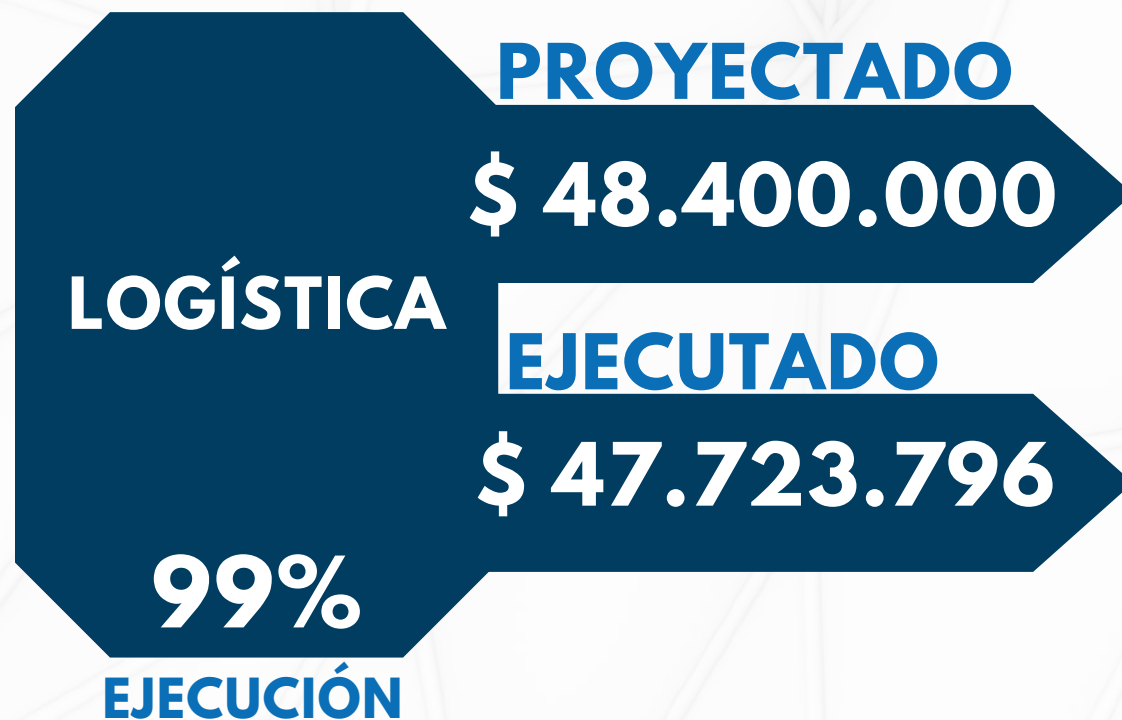 PROYECTADO
$ 48.400.000
LOGÍSTICA
EJECUTADO
$ 47.723.796
99%
EJECUCIÓN